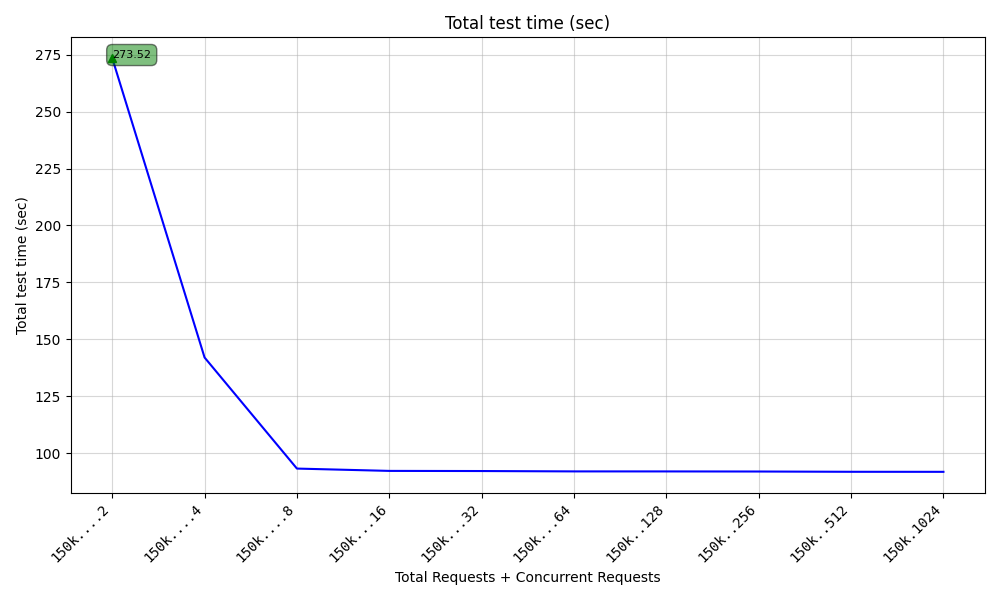 Total test time (sec)
273.52
275
250
225
200
175
150
125
100
Total test time (sec)
150k....2
150k....4
150k....8
150k...16
150k...32
150k...64
150k..128
150k..256
150k..512
150k.1024
Total Requests + Concurrent Requests